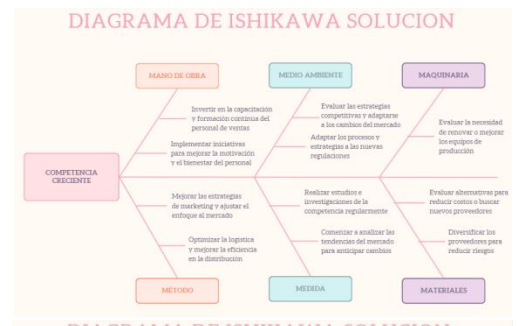 DIAGRAMA DE ISHIKAWA SOLUCION
MANO DE OBRA
MEDIO AMBIENTE
MAQUINARIA
Invertir en la capacitación
y formación continua del
personal de ventas
Implementar iniciativas
para mejorar la motivación
y el bienestar del personal
Evaluar las estrategias
competitivas y adaptarse
a los cambios del mercado
Adaptar los procesos y
estrategias a las nuevas
regulaciones
Evaluar la necesidad
de renovar o mejorar
los equipos de
producción
COMPETENCIA
CRECIENTE
Mejorar las estrategias
de marketing y ajustar el
enfoque al mercado
Optimizar la logística
y mejorar la eficiencia
en la distribución
Realizar estudios e
investigaciones de la
competencia regularmente
Comenzar a analizar las
tendencias del mercado
para anticipar cambios
Evaluar alternativas para
reducir costos o buscar
nuevos proveedores
Diversificar los
proveedores para
reducir riesgos
MÉTODO
MEDIDA
MATERIALES
DIAGRAMA DE ISHIKAWA SOLUCION